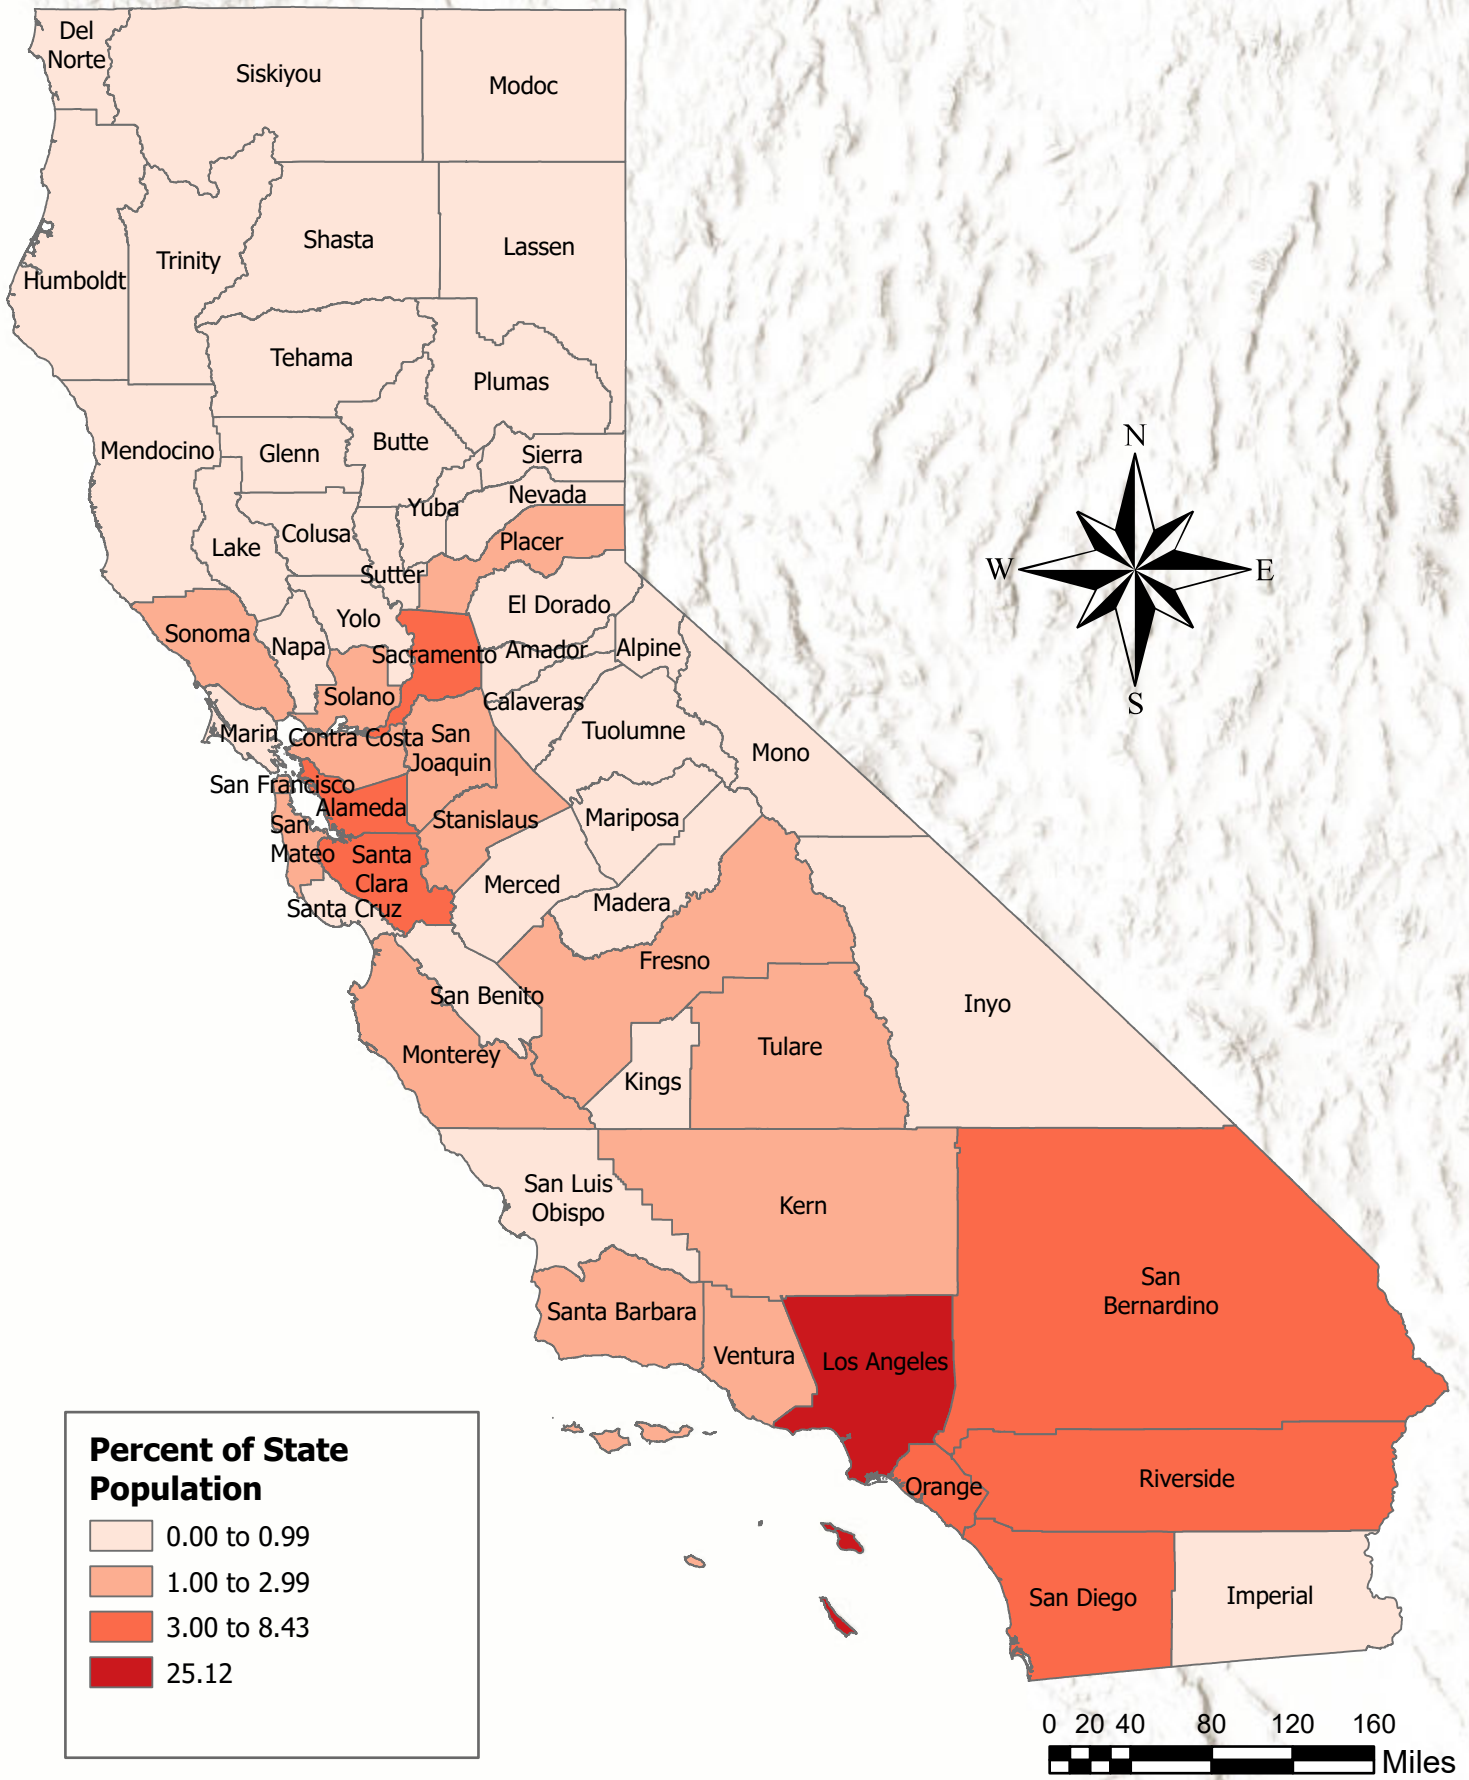 Del
Norte
Siskiyou
Modoc
Shasta
Lassen
Trinity
Humboldt
Tehama
Plumas
Mendocino
Glenn
Butte
Sierra
Nevada
Yuba
Colusa
Lake
Placer
Sutter
El Dorado
Yolo
Sonoma
Napa
Sacramento
Amador
Alpine
Solano
Calaveras
Marin
Contra Costa
San
Joaquin
Tuolumne
Mono
San Francisco
Alameda
Stanislaus
Mariposa
San
Mateo
Santa
Clara
Merced
Madera
Santa Cruz
Fresno
San Benito
Inyo
Monterey
Tulare
Kings
San Luis
Obispo
Kern
San
Bernardino
Santa Barbara
Ventura
Los Angeles
Orange
Riverside
San Diego
Imperial
N
W
E
S
Percent of State
Population
0.00 to 0.99
1.00 to 2.99
3.00 to 8.43
25.12
0 20 40 80 120 160
Miles